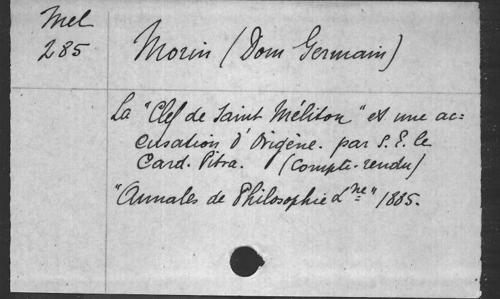 Mel
285
Morin (Dom Germain)
La "Clef de Saint Méliton" et une ac=
cusation d'Origène. par S. E. le
Card. Pitra. (Compte-rendu)
"Annales de Philosophie Cne" 1885.